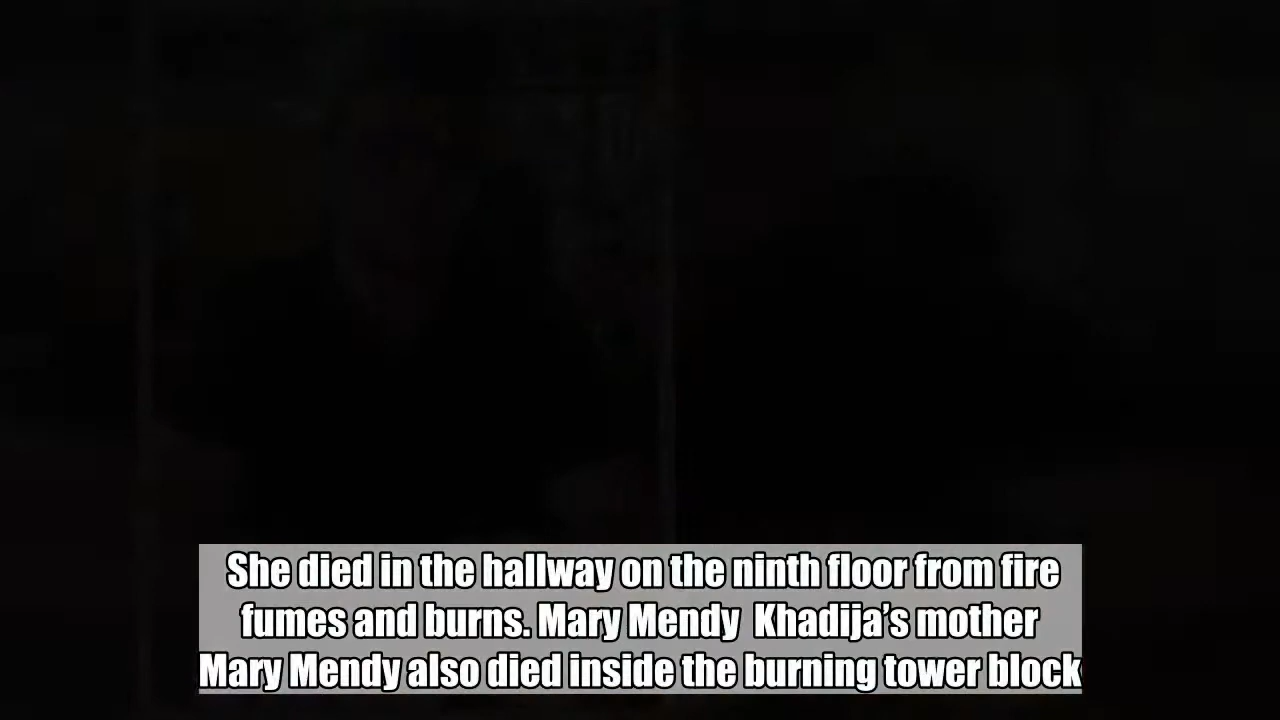 She died in the hallway on the ninth floor from fire
fumes and burns. Mary Mendy  Khadija’s mother
Mary Mendy also died inside the burning tower block